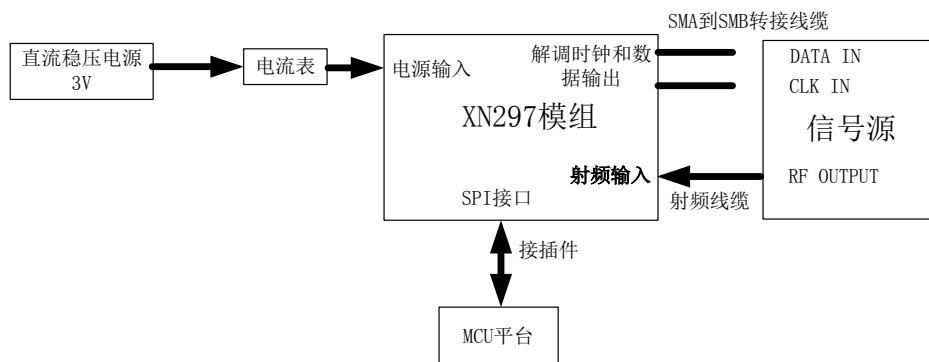 SMA到SMB转接线缆
直流稳压电源
3V
电流表
电源输入
解调时钟和数
据输出
DATA IN
CLK IN
XN297模组
信号源
射频输入
RF OUTPUT
射频线缆
SPI接口
接插件
MCU平台